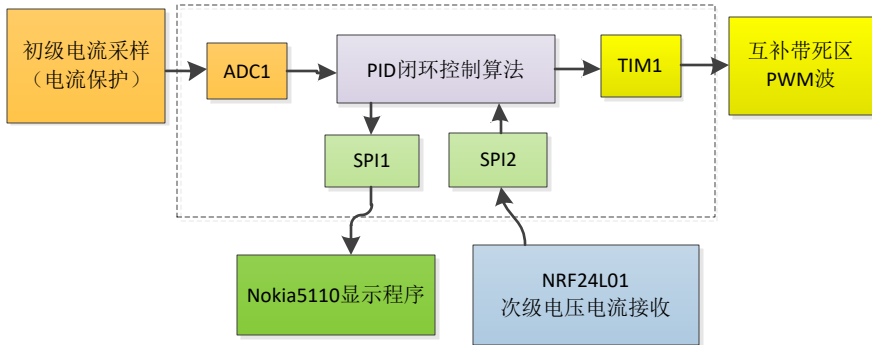 初级电流采样
（电流保护）
ADC1
PID闭环控制算法
TIM1
互补带死区
PWM波
SPI1
SPI2
Nokia5110显示程序
NRF24L01
次级电压电流接收